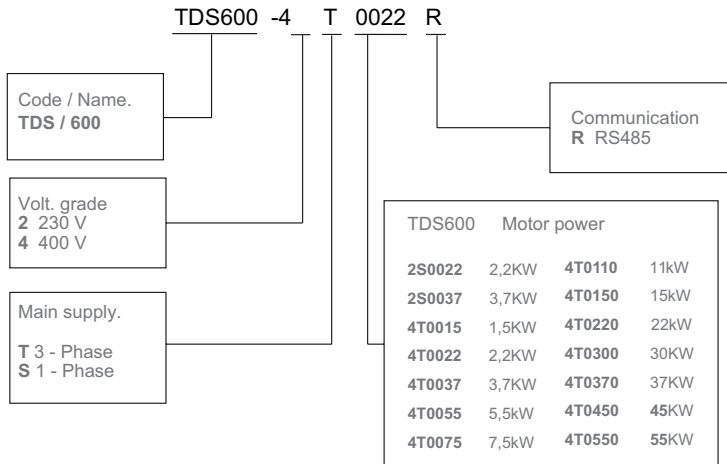 TDS600 -4 T 0022 R
Code / Name.
TDS / 600
Volt. grade
2 230 V
4 400 V
Main supply.
T 3 - Phase
S 1 - Phase
Communication
R RS485
TDS600 Motor power
2S0022 2,2KW 4T0110 11kW
2S0037 3,7KW 4T0150 15kW
4T0015 1,5KW 4T0220 22kW
4T0022 2,2KW 4T0300 30KW
4T0037 3,7KW 4T0370 37KW
4T0055 5,5kW 4T0450 45KW
4T0075 7,5kW 4T0550 55KW